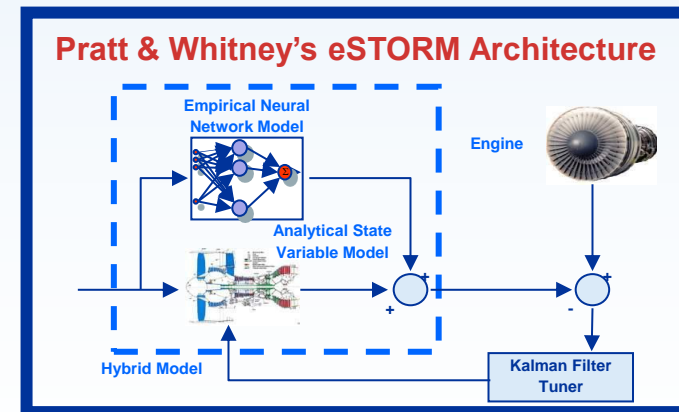 Pratt & Whitney's eSTORM Architecture
Empirical Neural
Network Model
Engine
Σ
Analytical State
Variable Model
+
+
+
-
Hybrid Model
Kalman Filter
Tuner